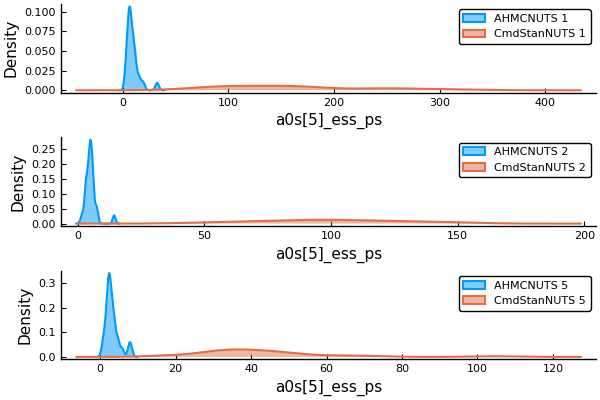 0.100
0.075
0.050
0.025
0.000
Density
AHMCNUTS 1
CmdStanNUTS 1
0 100 200 300 400
a0s[5]_ess_ps
0.25
0.20
0.15
0.10
0.05
0.00
Density
AHMCNUTS 2
CmdStanNUTS 2
0 50 100 150 200
a0s[5]_ess_ps
0.3
0.2
0.1
0.0
Density
AHMCNUTS 5
CmdStanNUTS 5
0 20 40 60 80 100 120
a0s[5]_ess_ps